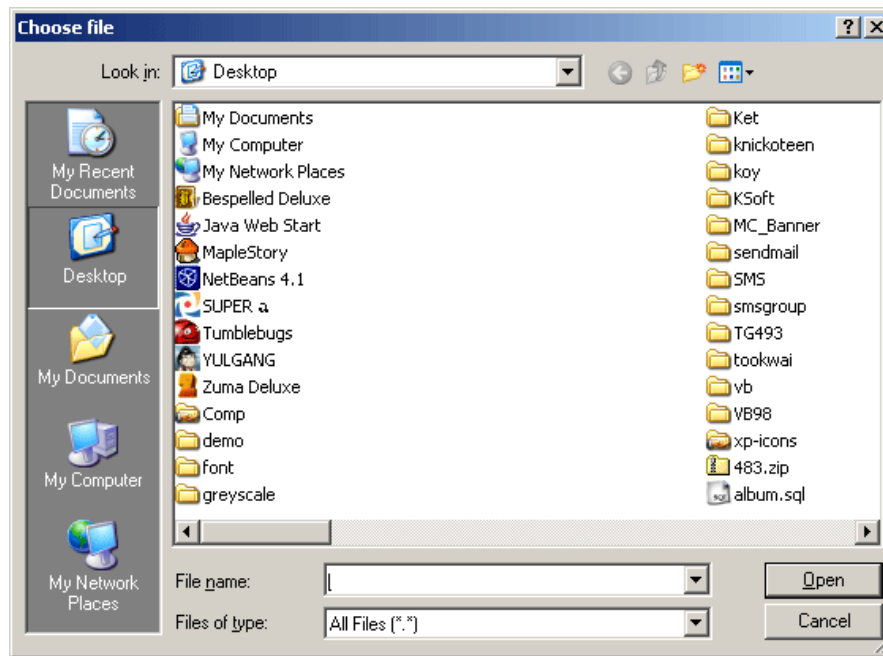 Choose file
Look in:
Desktop
My Recent
Documents
Desktop
My Documents
My Computer
My Network
Places
My Documents
My Computer
My Network Places
Bespelled Deluxe
Java Web Start
MapleStory
NetBeans 4.1
SUPER a
Tumblebugs
YULGANG
Zuma Deluxe
Comp
demo
font
greyscale
Ket
knickoteen
koy
KSoft
MC_Banner
sendmail
SMS
smsgroup
TG493
tookwai
vb
VB98
xp-icons
483.zip
album.sql
File name:
Open
Files of type:
All Files (*.*)
Cancel